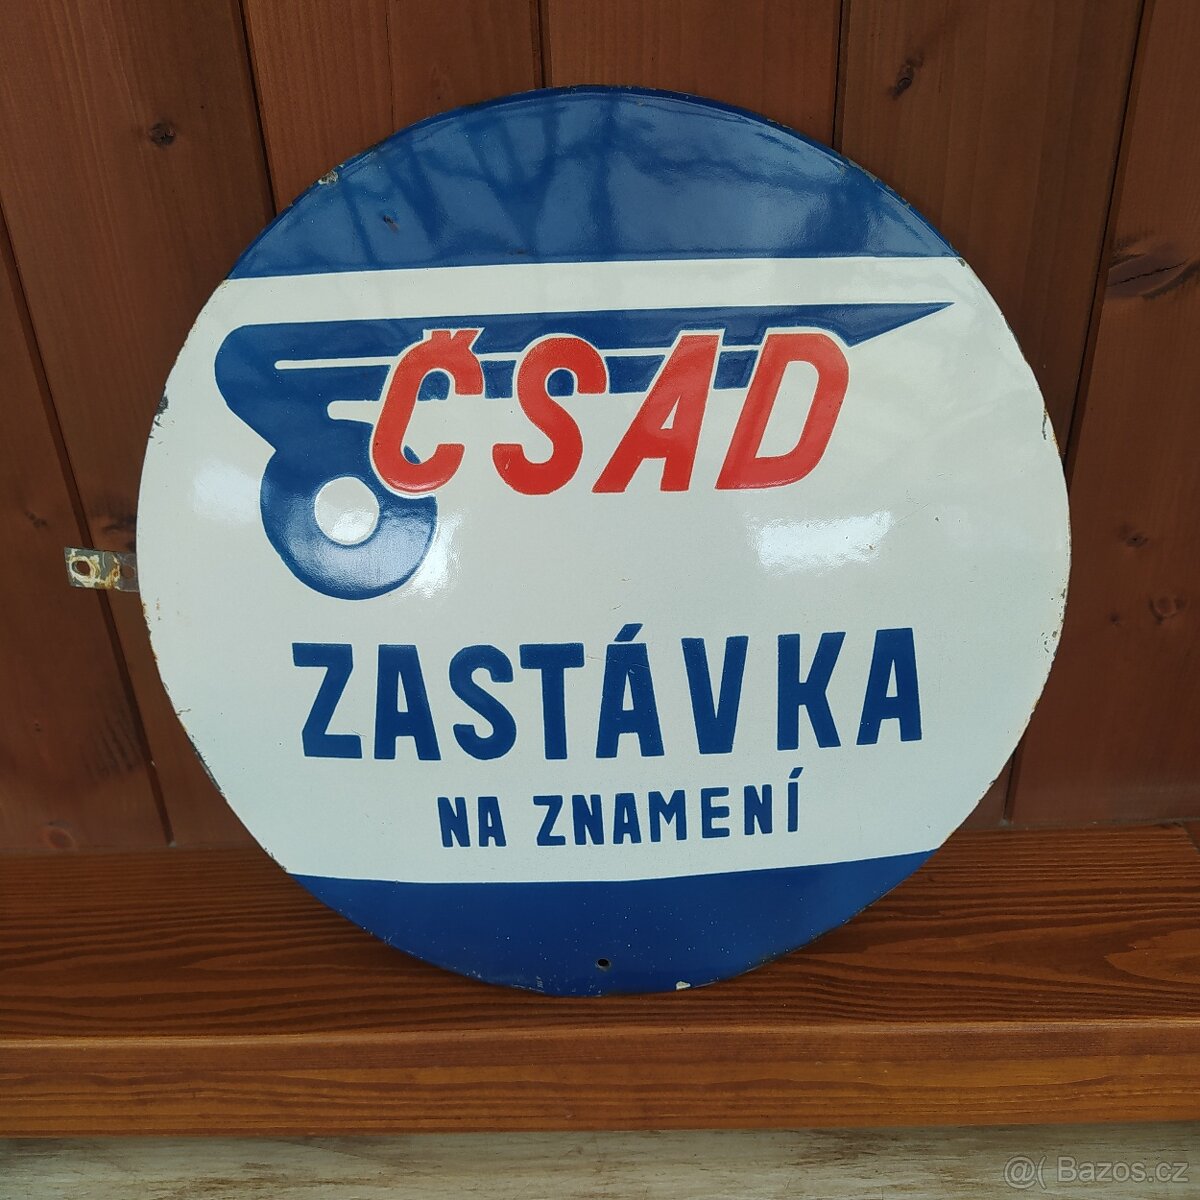 ČSAD
ZASTÁVKA
NA ZNAMENÍ
@( Bazos.cz